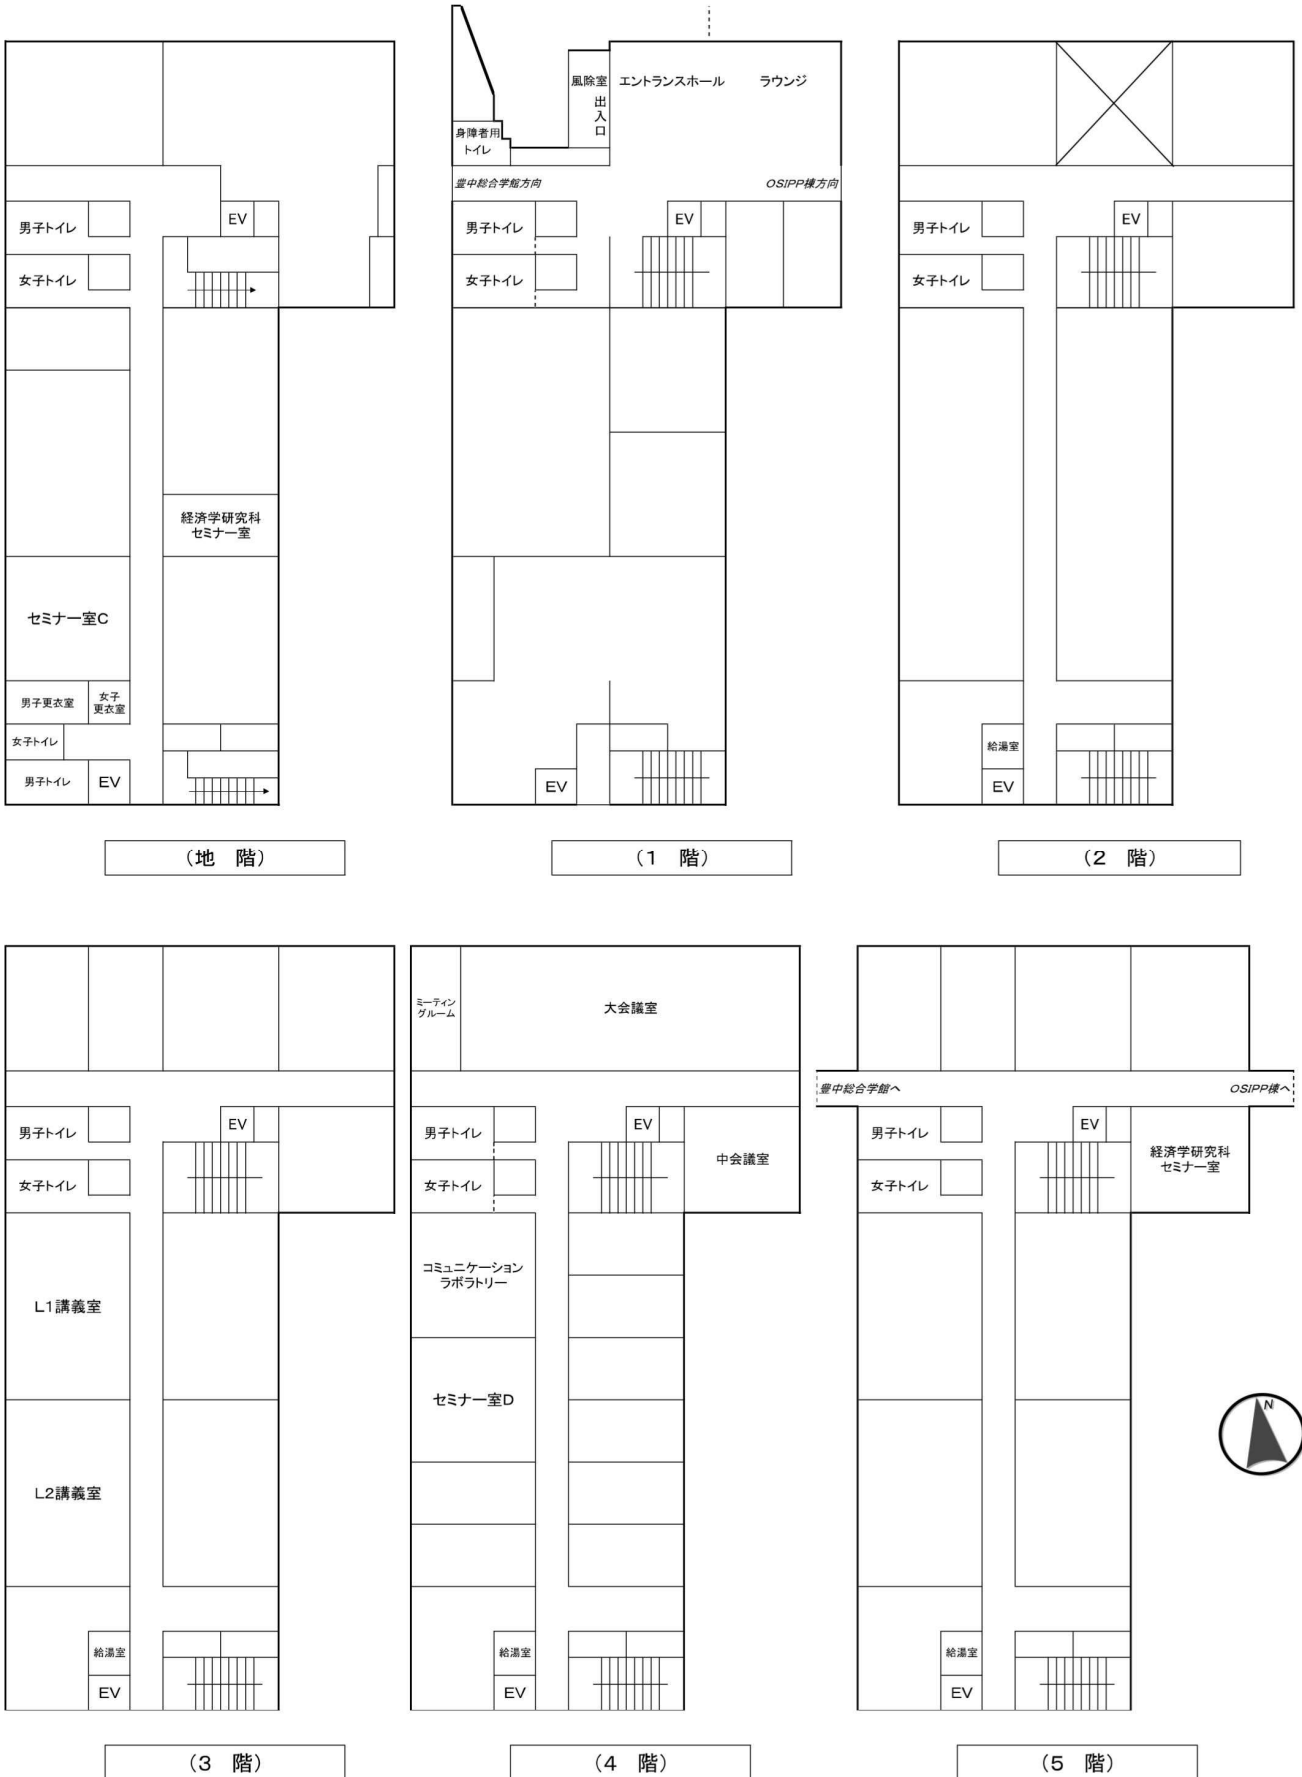 男子トイレ
EV
女子トイレ
経済学研究科
セミナー室
セミナー室C
男子更衣室
女子
更衣室
女子トイレ
男子トイレ
EV
（地　階）
風除室
出
入
口
エントランスホール
ラウンジ
身障者用
トイレ
豊中総合学館方向
OSIPP棟方向
男子トイレ
EV
女子トイレ
EV
（１　階）
男子トイレ
EV
女子トイレ
給湯室
EV
（２　階）
男子トイレ
EV
女子トイレ
L1講義室
L2講義室
給湯室
EV
（３　階）
ミーティン
グルーム
大会議室
男子トイレ
EV
中会議室
女子トイレ
コミュニケーション
ラボラトリー
セミナー室D
給湯室
EV
（４　階）
豊中総合学館へ
OSIPP棟へ
男子トイレ
EV
経済学研究科
セミナー室
女子トイレ
給湯室
EV
（５　階）
N